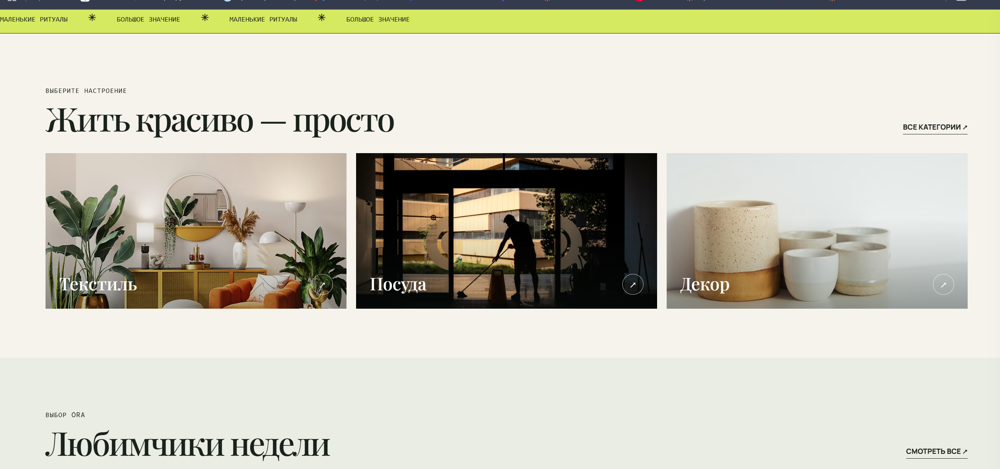 МАЛЕНЬКИЕ РИТУАЛЫ ✳ БОЛЬШОЕ ЗНАЧЕНИЕ ✳ МАЛЕНЬКИЕ РИТУАЛЫ ✳ БОЛЬШОЕ ЗНАЧЕНИЕ
ВЫБЕРИТЕ НАСТРОЕНИЕ
Жить красиво — просто
ВСЕ КАТЕГОРИИ ↗
Текстиль ↗
Посуда ↗
Декор ↗
ВЫБОР ORA
Любимчики недели
СМОТРЕТЬ ВСЕ ↗